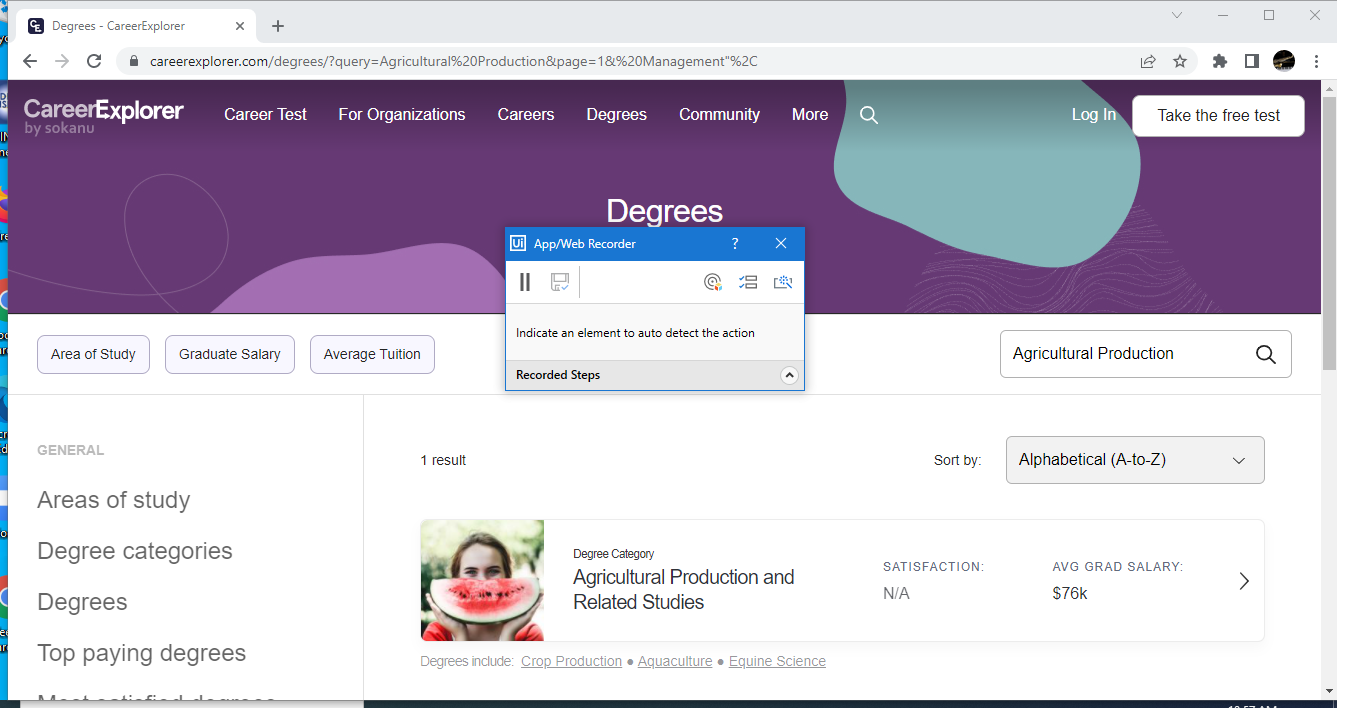 Degrees - CareerExplorer
careerexplorer.com/degrees/?query=Agricultural%20Production&page=1&%20Management"%2C
CareerExplorer
by sokanu
Career Test
For Organizations
Careers
Degrees
Community
More
Log In
Take the free test
Degrees
Ui App/Web Recorder ?
Indicate an element to auto detect the action
Recorded Steps
Area of Study
Graduate Salary
Average Tuition
Agricultural Production
GENERAL
Areas of study
Degree categories
Degrees
Top paying degrees
Most satisfied degrees
1 result
Sort by:
Alphabetical (A-to-Z)
Degree Category
Agricultural Production and
Related Studies
SATISFACTION:
N/A
AVG GRAD SALARY:
$76k
Degrees include: Crop Production ● Aquaculture ● Equine Science